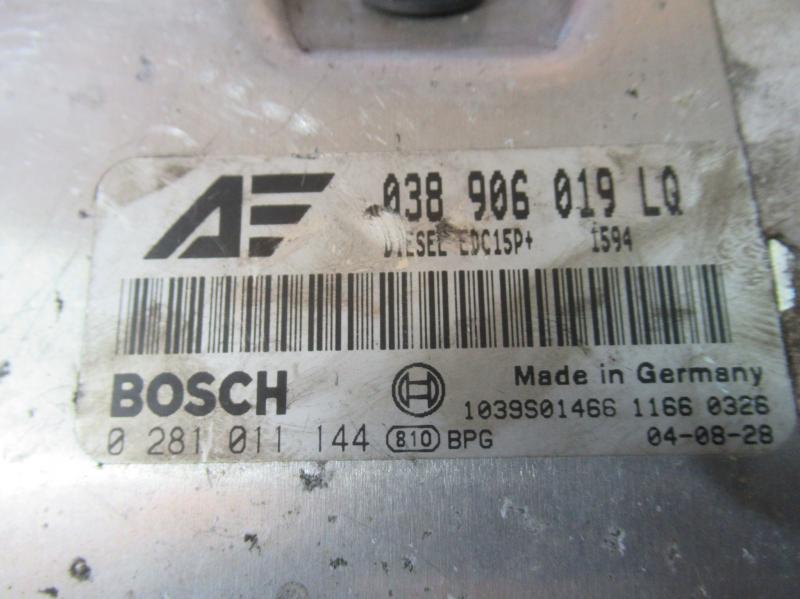 AE 038 906 019 LQ
DIESEL EDC15P+ 1594
BOSCH Made in Germany
1039S01466 1166 0326
0 281 011 144 810 BPG 04-08-28